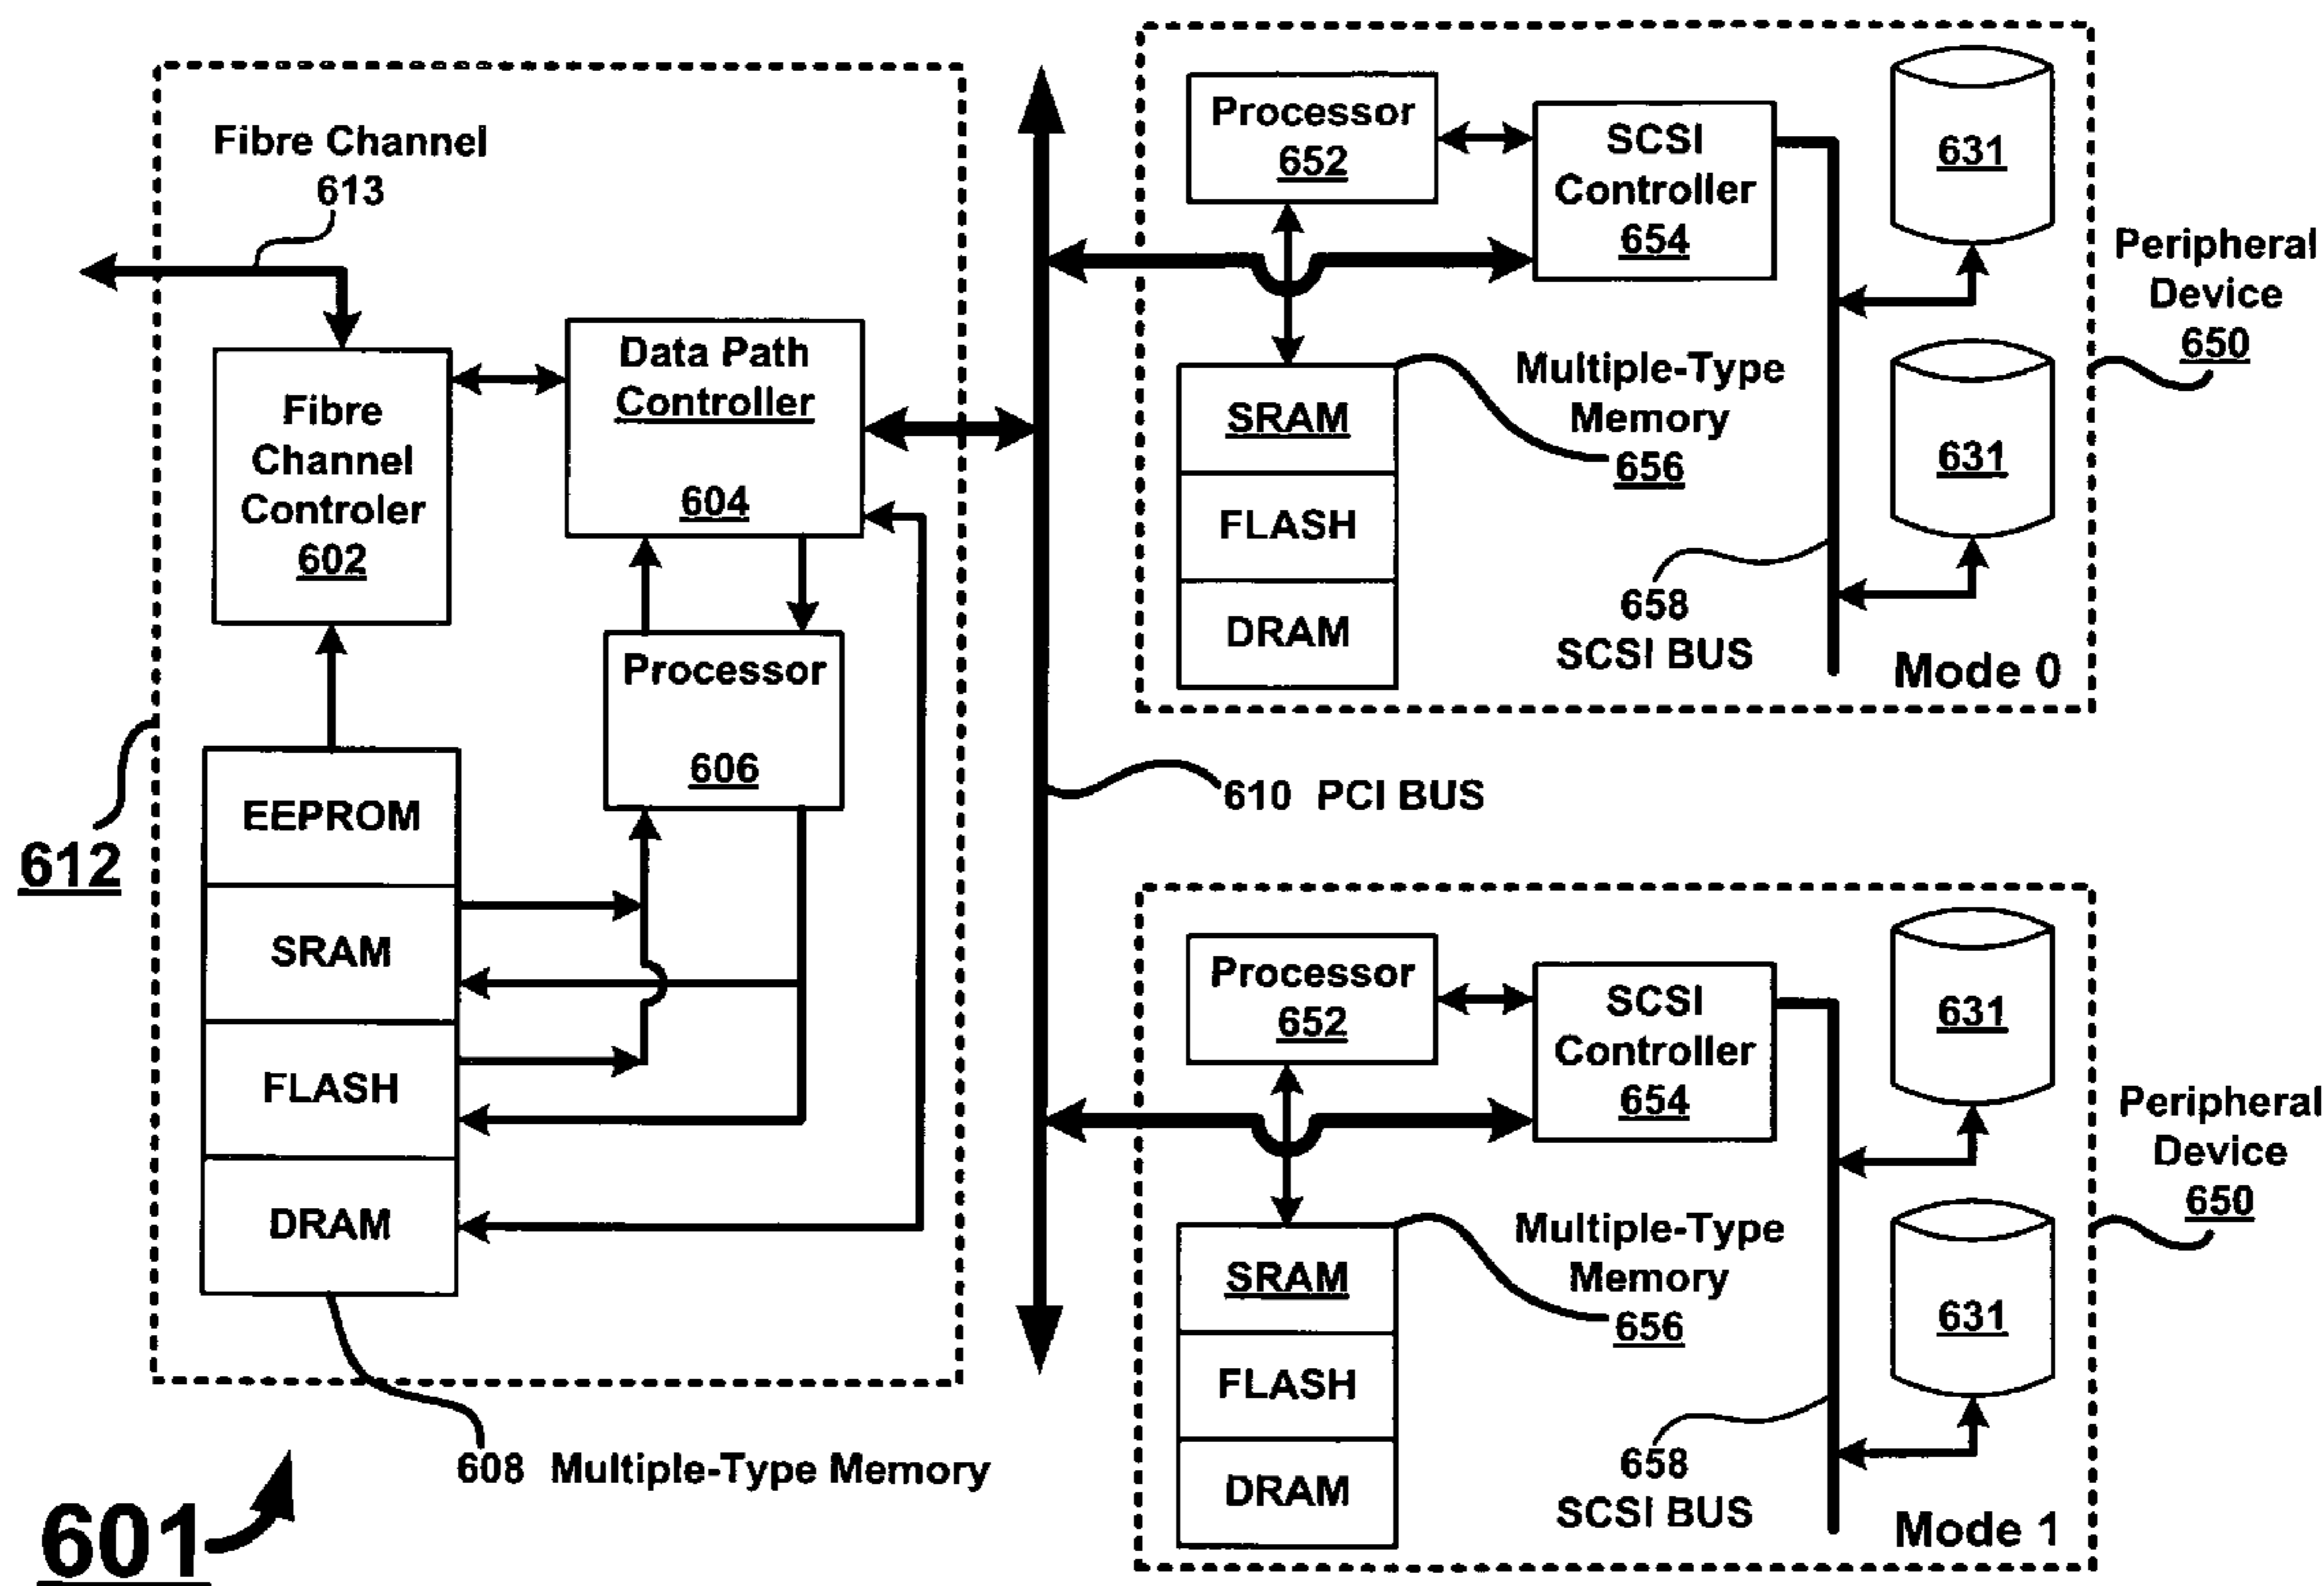 Fibre Channel
613
Fibre
Channel
Controler
602
Data Path
Controller
604
Processor
606
EEPROM
SRAM
FLASH
DRAM
612
608 Multiple-Type Memory
601
610 PCI BUS
Processor
652
SCSI
Controller
654
631
631
SRAM
FLASH
DRAM
Multiple-Type
Memory
656
658
SCSI BUS
Mode 0
Peripheral
Device
650
Processor
652
SCSI
Controller
654
631
631
SRAM
FLASH
DRAM
Multiple-Type
Memory
656
658
SCSI BUS
Mode 1
Peripheral
Device
650